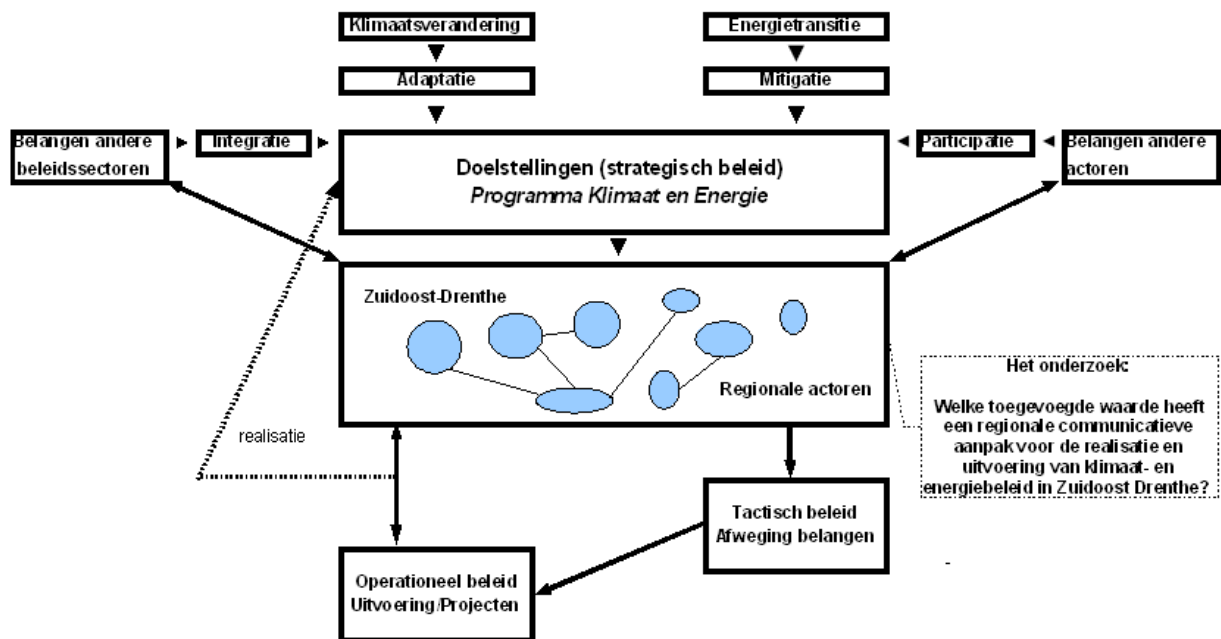 Klimaatsverandering
Energietransitie
Adaptatie
Mitigatie
Belangen andere
beleidssectoren
Integratie
Participatie
Belangen andere
actoren
Doelstellingen (strategisch beleid)
Programma Klimaat en Energie
Zuidoost-Drenthe
Regionale actoren
Het onderzoek:
Welke toegevoegde waarde heeft
een regionale communicatieve
aanpak voor de realisatie en
uitvoering van klimaat- en
energiebeleid in Zuidoost Drenthe?
realisatie
Tactisch beleid
Afweging belangen
Operationeel beleid
Uitvoering/Projecten
-